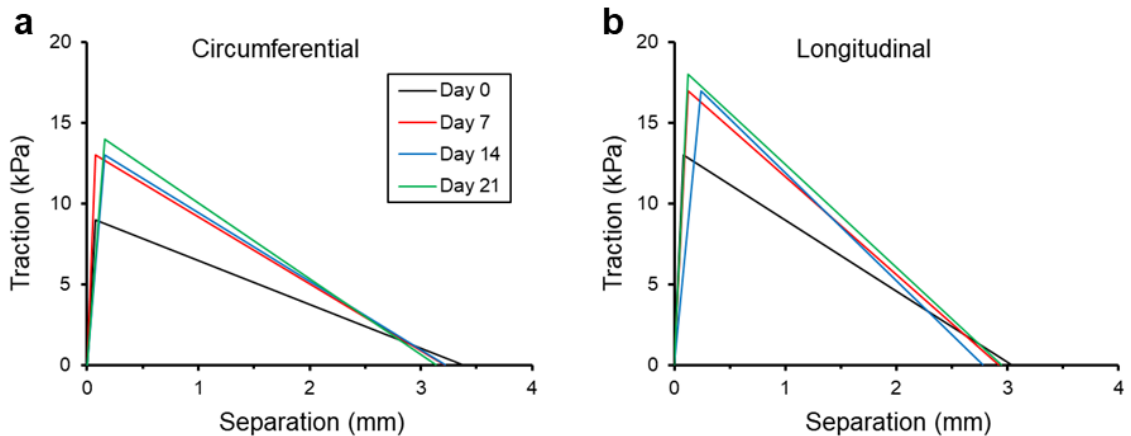 a
Circumferential
Traction (kPa)
20
15
10
5
0
Day 0
Day 7
Day 14
Day 21
0 1 2 3 4
Separation (mm)
b
Longitudinal
Traction (kPa)
20
15
10
5
0
0 1 2 3 4
Separation (mm)